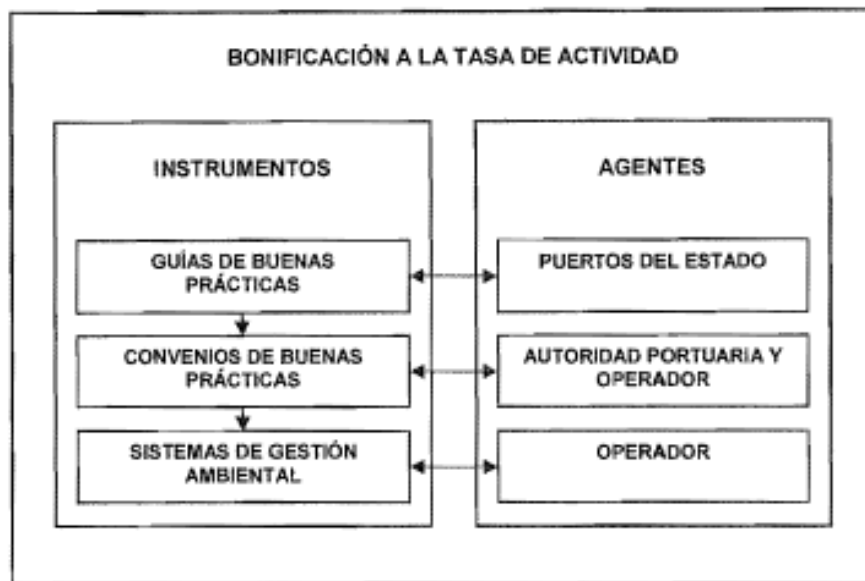 BONIFICACIÓN A LA TASA DE ACTIVIDAD
INSTRUMENTOS
GUÍAS DE BUENAS
PRÁCTICAS
CONVENIOS DE BUENAS
PRÁCTICAS
SISTEMAS DE GESTIÓN
AMBIENTAL
AGENTES
PUERTOS DEL ESTADO
AUTORIDAD PORTUARIA Y
OPERADOR
OPERADOR